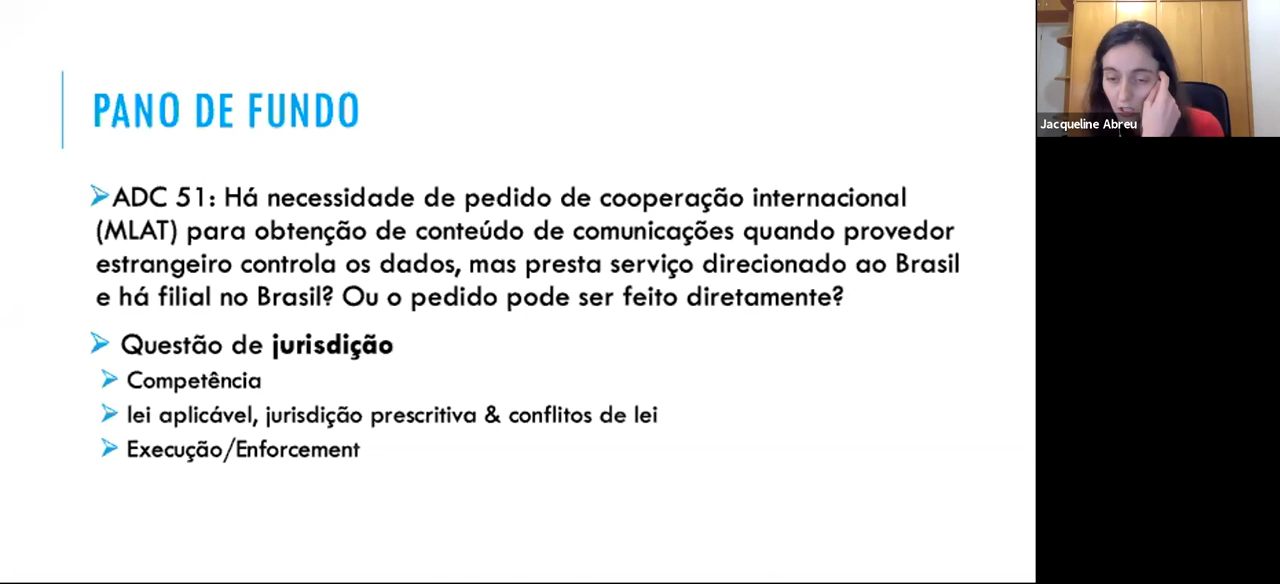 PANO DE FUNDO
ADC 51: Há necessidade de pedido de cooperação internacional
(MLAT) para obtenção de conteúdo de comunicações quando provedor
estrangeiro controla os dados, mas presta serviço direcionado ao Brasil
e há filial no Brasil? Ou o pedido pode ser feito diretamente?
Questão de jurisdição
Competência
lei aplicável, jurisdição prescritiva & conflitos de lei
Execução/Enforcement
Jacqueline Abreu